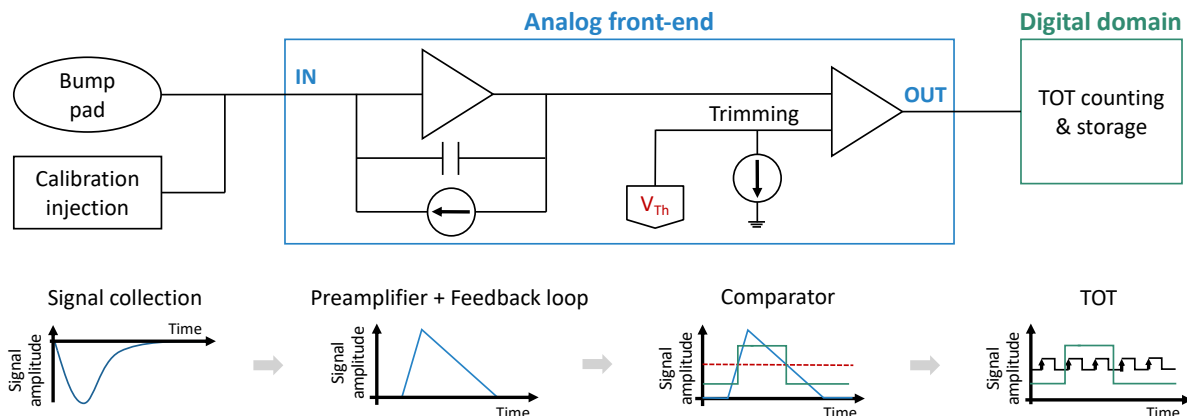 Analog front-end
Digital domain
Bump
pad
IN
OUT
TOT counting
& storage
Trimming
Calibration
injection
V_Th
Signal collection
Preamplifier + Feedback loop
Comparator
TOT
Signal
amplitude
Time
Signal
amplitude
Time
Signal
amplitude
Time
Signal
amplitude
Time